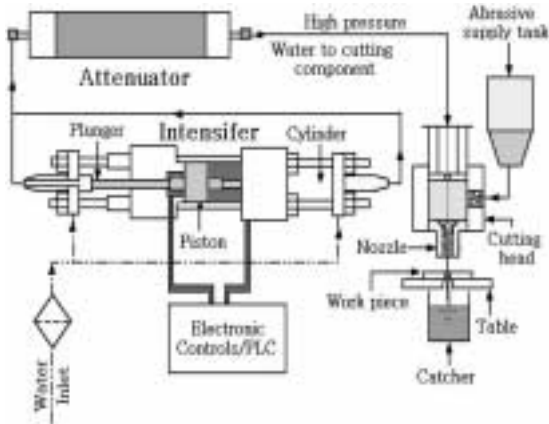 High pressure
Water to cutting
component
Abrasive
supply task
Attenuator
Plunger
Intensifer
Cylinder
Piston
Nozzle
Cutting
head
Work piece
Electronic
Controls/PLC
Table
Catcher
Water
Inlet